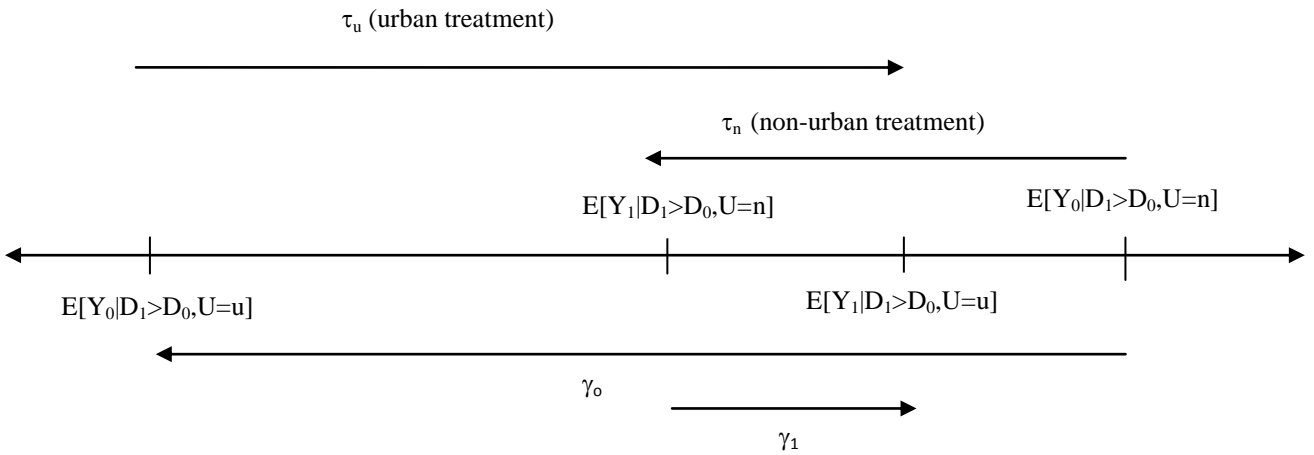 τu (urban treatment)
τn (non-urban treatment)
E[Y1|D1>D0,U=n]
E[Y0|D1>D0,U=n]
E[Y0|D1>D0,U=u]
E[Y1|D1>D0,U=u]
γo
γ1